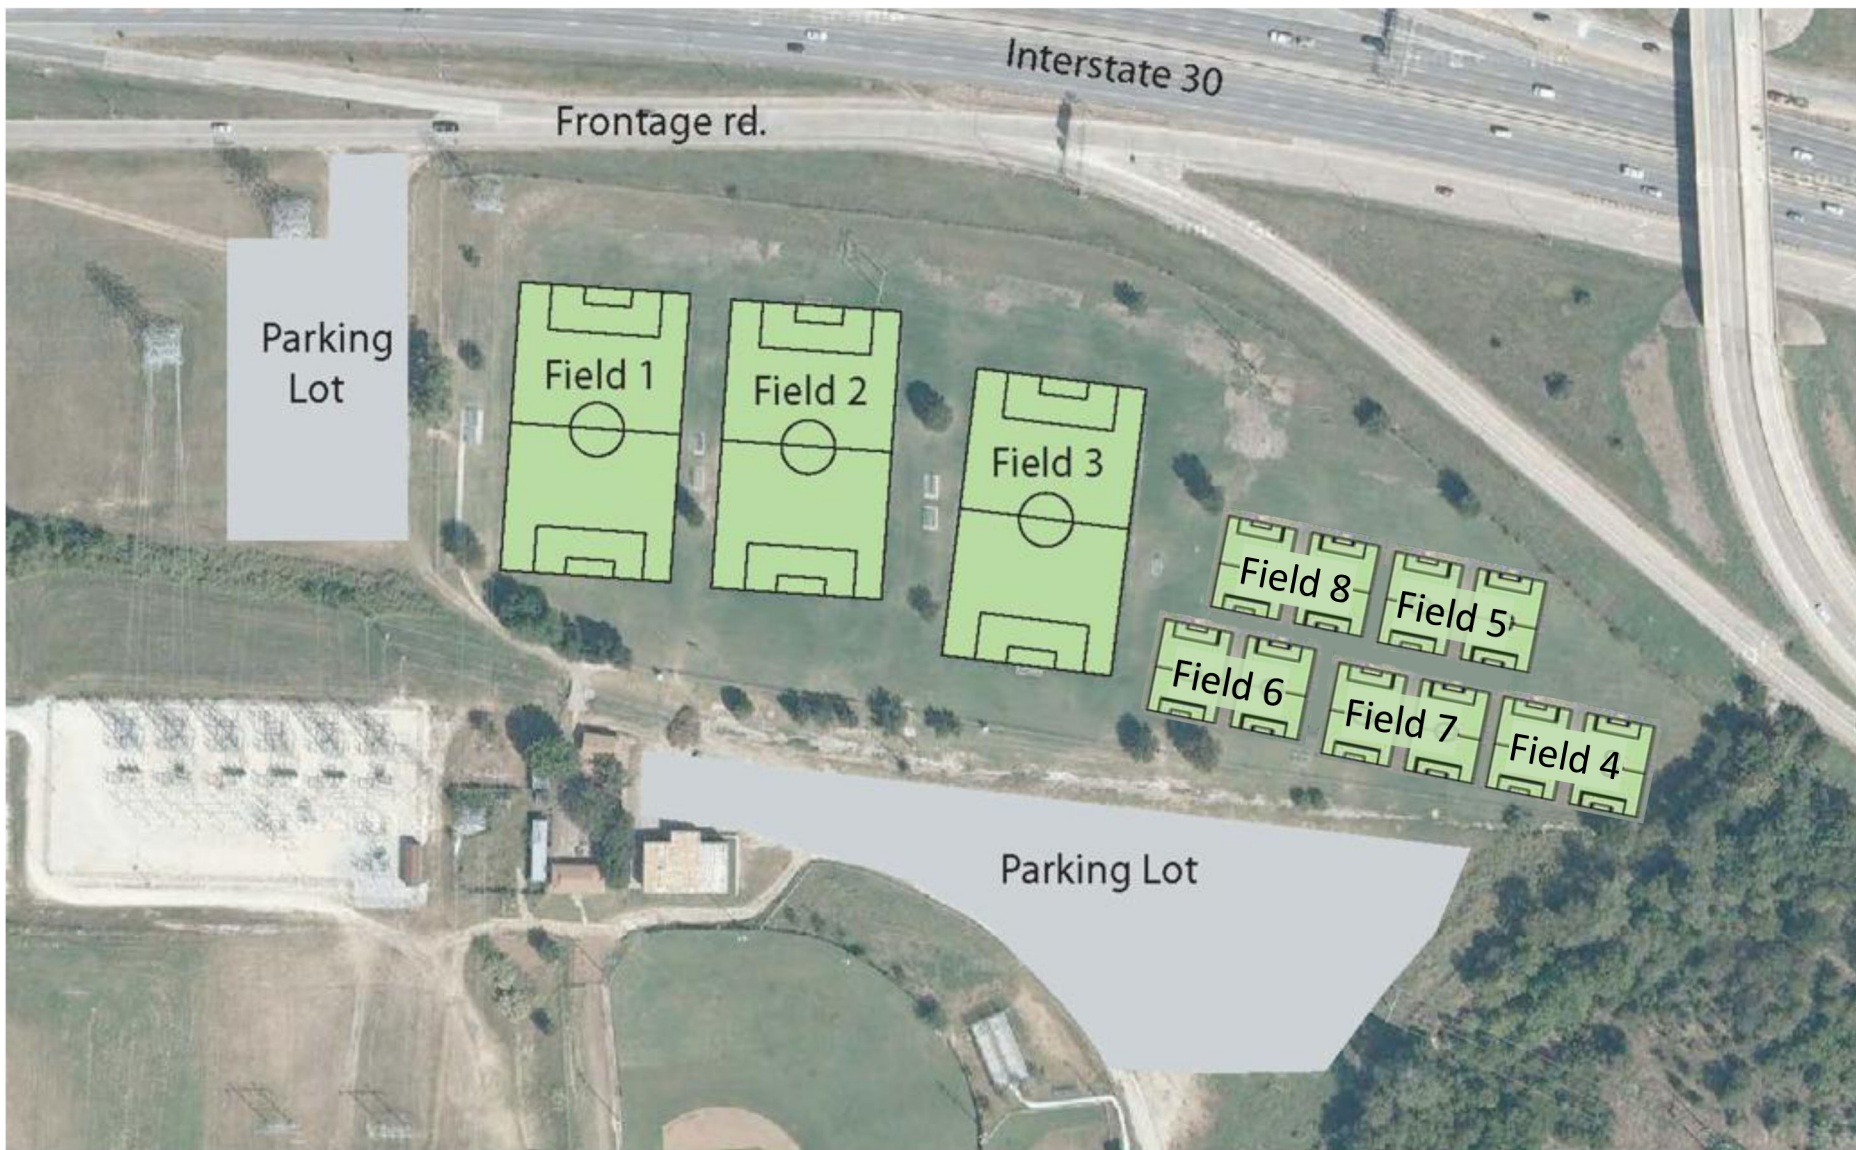 Interstate 30
Frontage rd.
Parking
Lot
Field 1
Field 2
Field 3
Field 8
Field 5
Field 6
Field 7
Field 4
Parking Lot